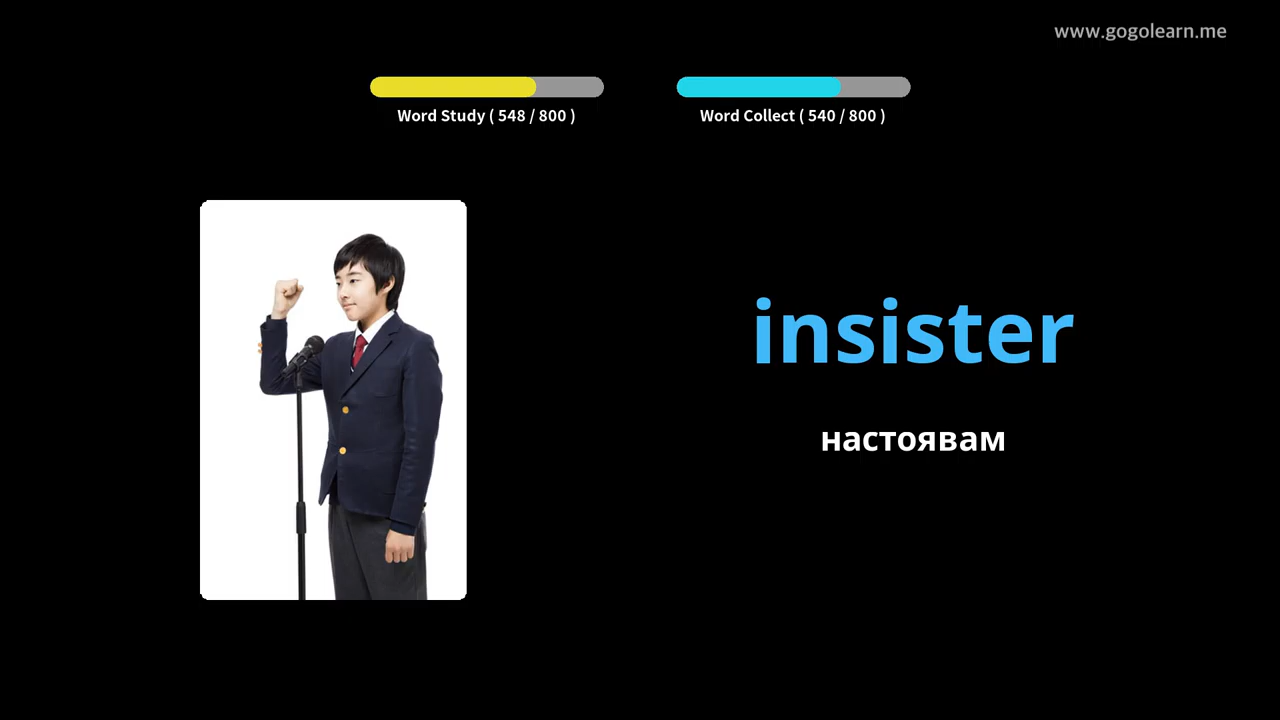 www.gogolearn.me
Word Study ( 548 / 800 )
Word Collect ( 540 / 800 )
insister
настоявам